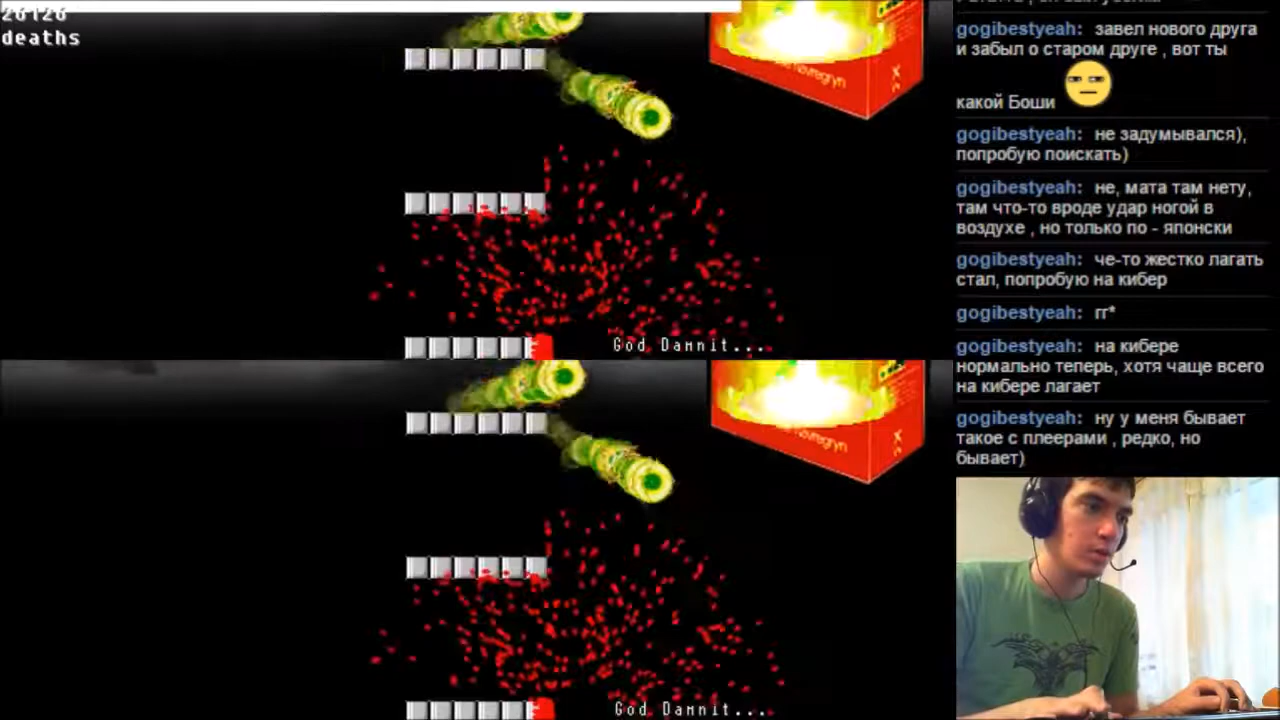 26126
deaths
God Damnit...
God Damnit...
gogibestyeah: завел нового друга
и забыл о старом друге , вот ты
какой Боши
gogibestyeah: не задумывался),
попробую поискать)
gogibestyeah: не, мата там нету,
там что-то вроде удар ногой в
воздухе , но только по - японски
gogibestyeah: че-то жестко лагать
стал, попробую на кибер
gogibestyeah: гг*
gogibestyeah: на кибере
нормально теперь, хотя чаще всего
на кибере лагает
gogibestyeah: ну у меня бывает
такое с плеерами , редко, но
бывает)